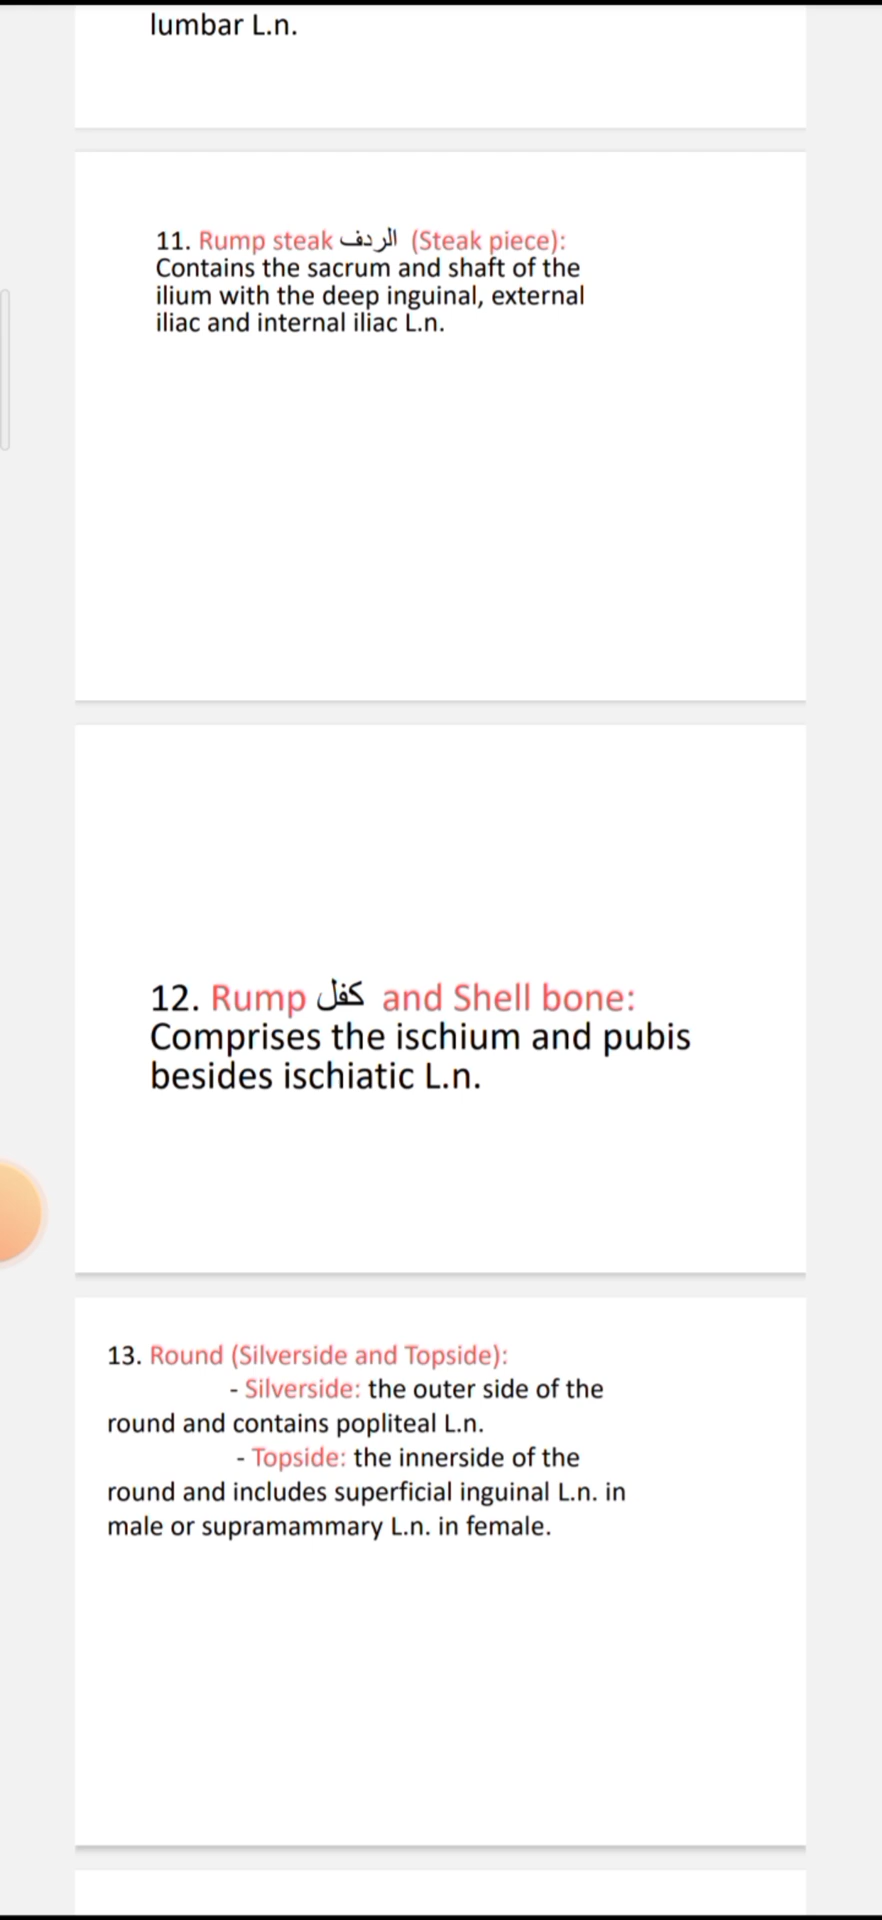 lumbar L.n.
11. Rump steak الردف (Steak piece):
Contains the sacrum and shaft of the
ilium with the deep inguinal, external
iliac and internal iliac L.n.
12. Rump كفل and Shell bone:
Comprises the ischium and pubis
besides ischiatic L.n.
13. Round (Silverside and Topside):
- Silverside: the outer side of the
round and contains popliteal L.n.
- Topside: the innerside of the
round and includes superficial inguinal L.n. in
male or supramammary L.n. in female.